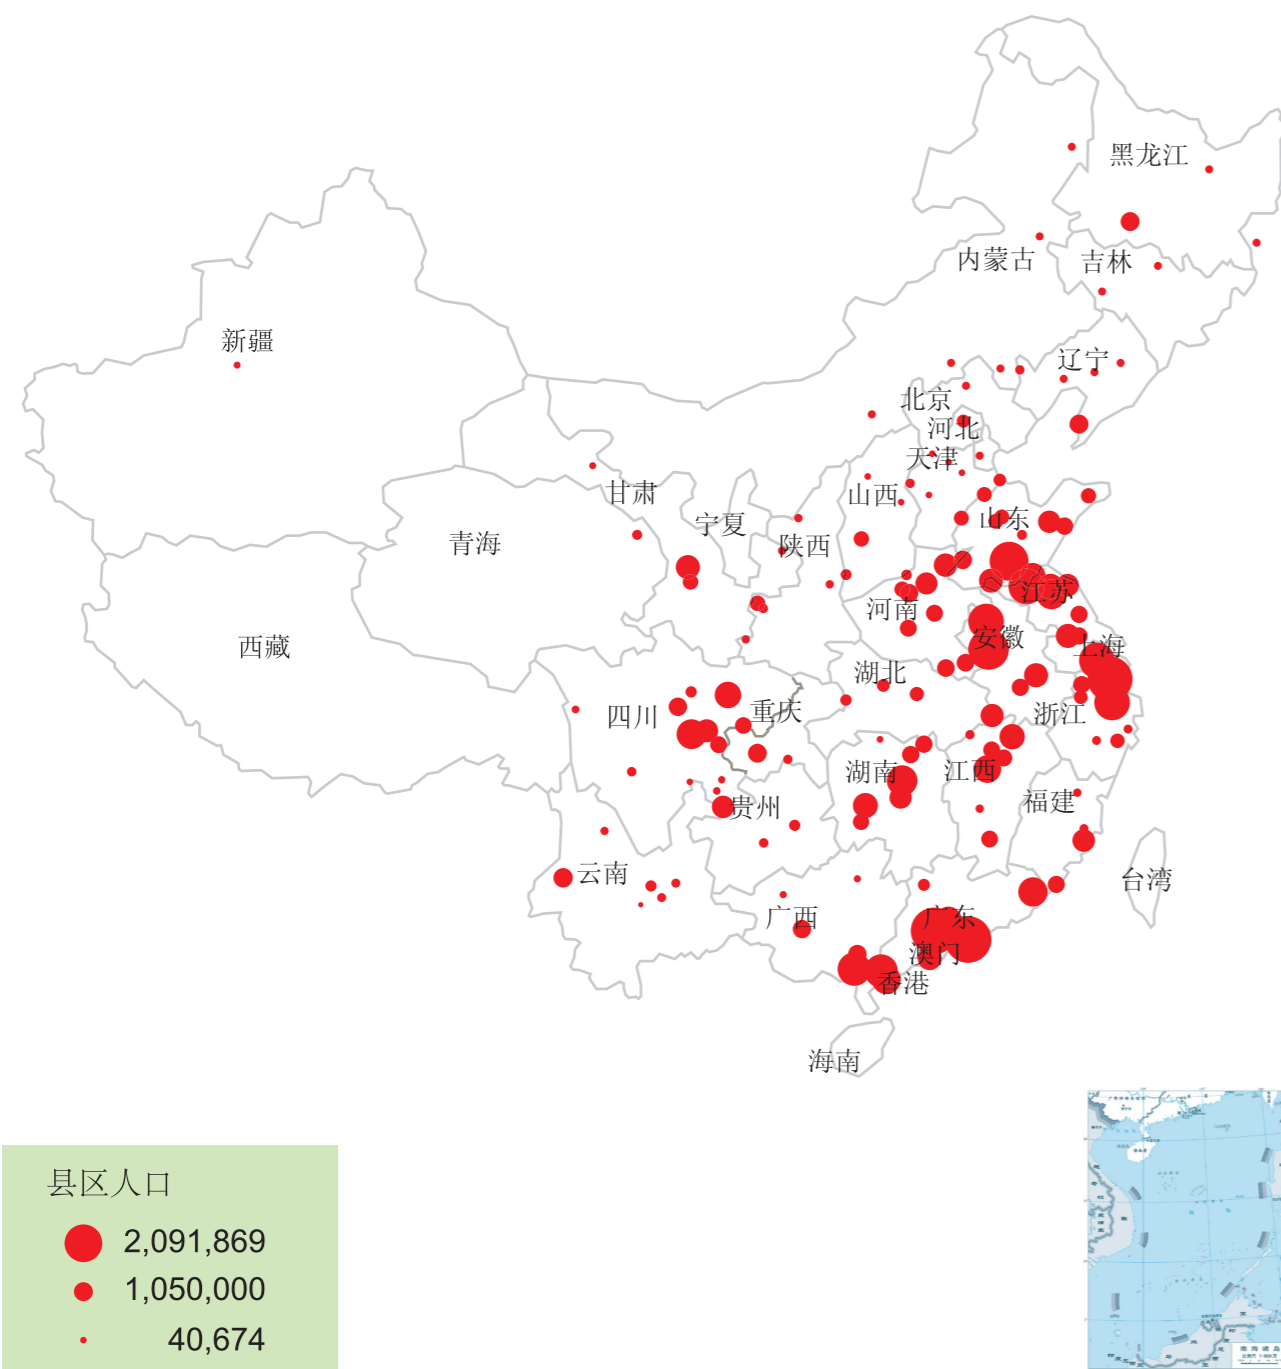 黑龙江
内蒙古
吉林
新疆
辽宁
北京
河北
天津
甘肃
山西
宁夏
山东
青海
陕西
江苏
河南
西藏
安徽
上海
湖北
四川
重庆
浙江
湖南
江西
贵州
福建
云南
台湾
广西
广东
澳门
香港
海南
县区人口
2,091,869
1,050,000
40,674
南海诸岛